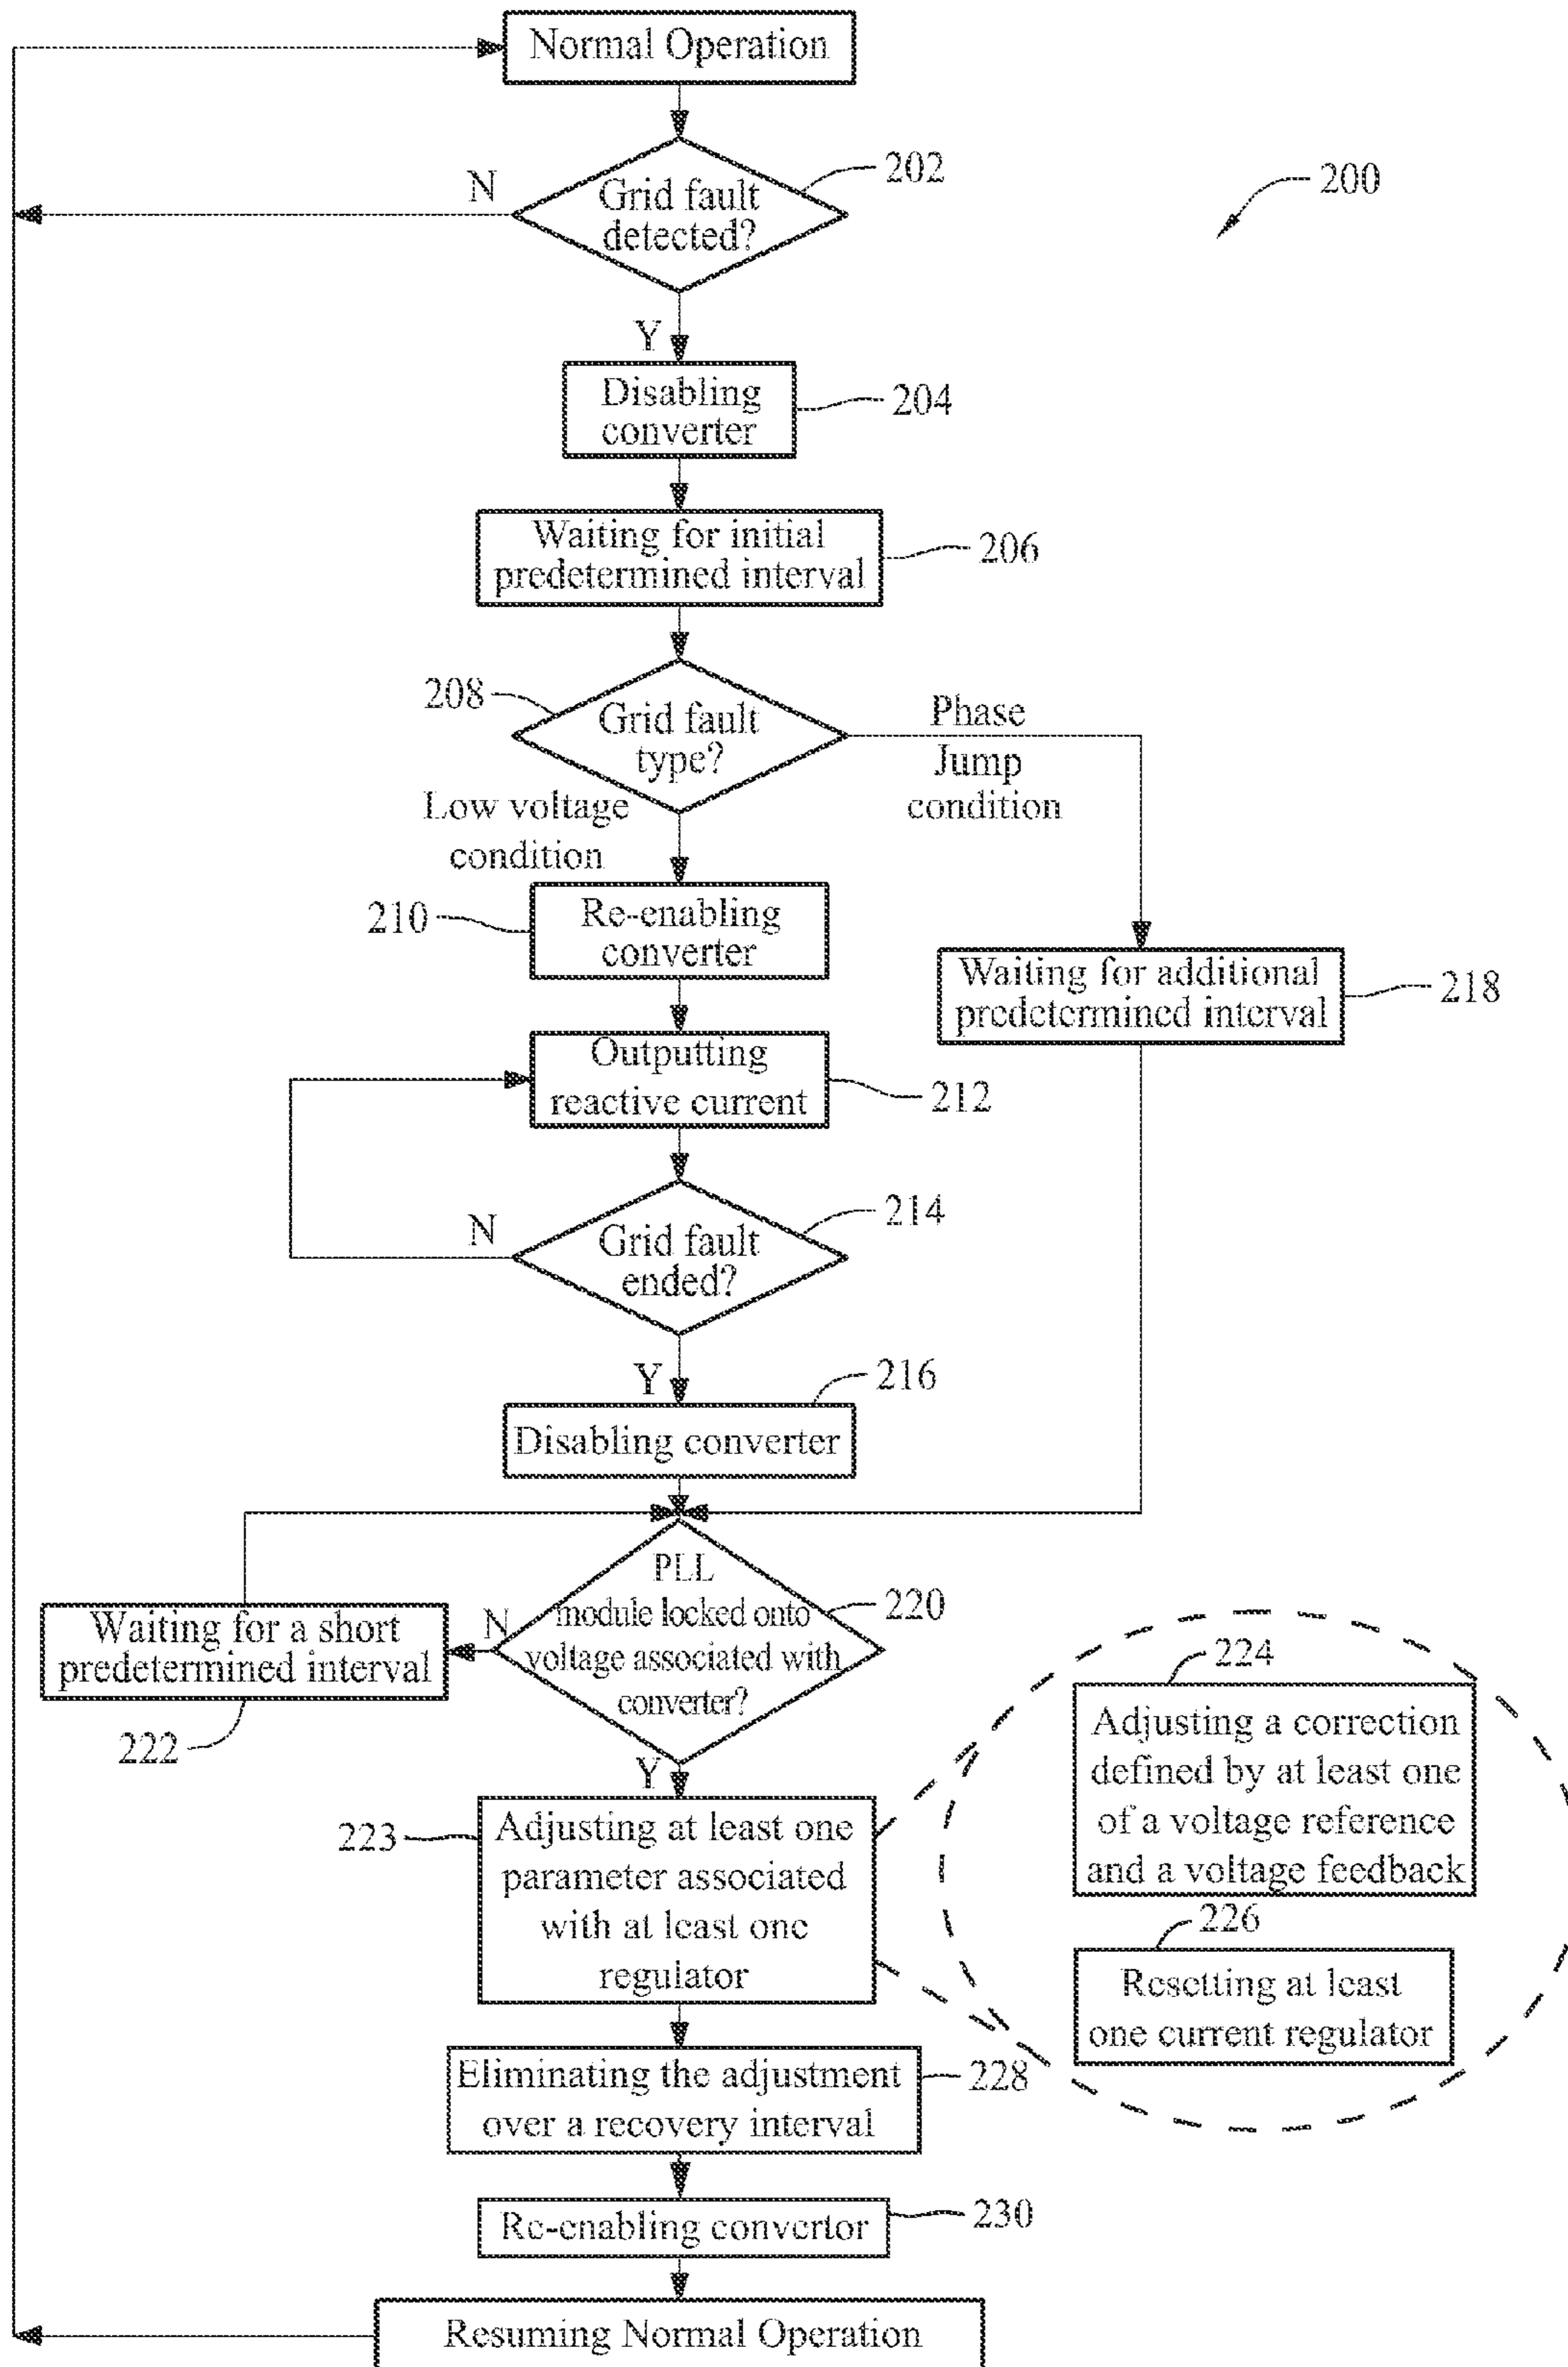 Normal Operation
202
200
N
Grid fault
detected?
Y
Disabling
converter
204
Waiting for initial
predetermined interval
206
208
Grid fault
type?
Phase
Jump
condition
Low voltage
condition
210
Re-enabling
converter
Waiting for additional
predetermined interval
218
Outputting
reactive current
212
N
Grid fault
ended?
214
Y
216
Disabling converter
PLL
module locked onto
voltage associated with
converter?
220
N
Waiting for a short
predetermined interval
222
Y
223
Adjusting at least one
parameter associated
with at least one
regulator
224
Adjusting a correction
defined by at least one
of a voltage reference
and a voltage feedback
226
Resetting at least
one current regulator
Eliminating the adjustment
over a recovery interval
228
Re-enabling convertor
230
Resuming Normal Operation